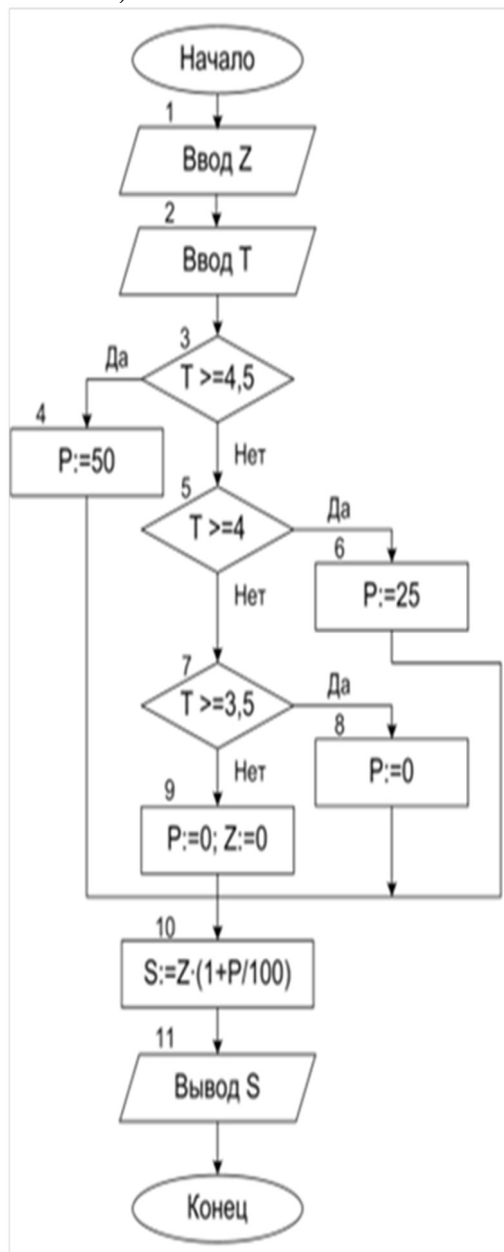 Начало
1
Ввод Z
2
Ввод T
3
Да
T >=4,5
4
P:=50
Нет
5
Да
T >=4
6
P:=25
Нет
7
Да
T >=3,5
8
P:=0
Нет
9
P:=0; Z:=0
10
S:=Z·(1+P/100)
11
Вывод S
Конец